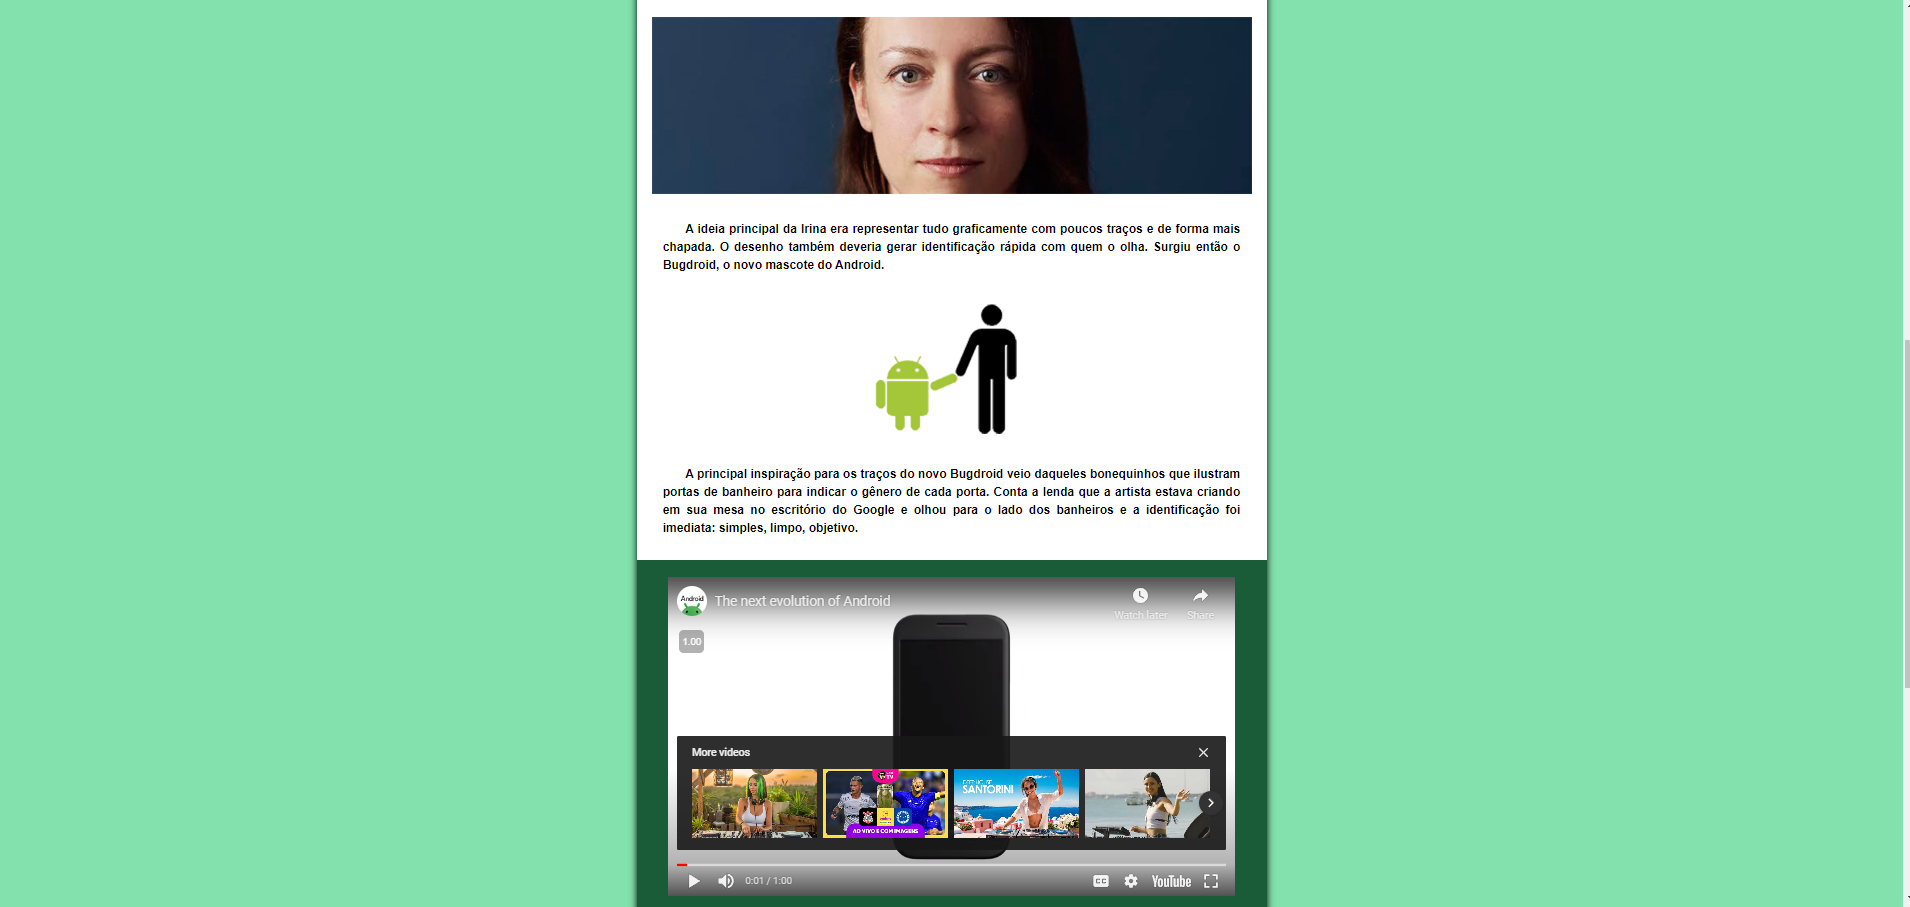 A ideia principal da Irina era representar tudo graficamente com poucos traços e de forma mais
chapada. O desenho também deveria gerar identificação rápida com quem o olha. Surgiu então o
Bugdroid, o novo mascote do Android.
A principal inspiração para os traços do novo Bugdroid veio daqueles bonequinhos que ilustram
portas de banheiro para indicar o gênero de cada porta. Conta a lenda que a artista estava criando
em sua mesa no escritório do Google e olhou para o lado dos banheiros e a identificação foi
imediata: simples, limpo, objetivo.
Android
The next evolution of Android
Watch later
Share
1.00
More videos
TV
AO VIVO E COM IMAGENS
SANTORINI
0:01 / 1:00
CC
YouTube